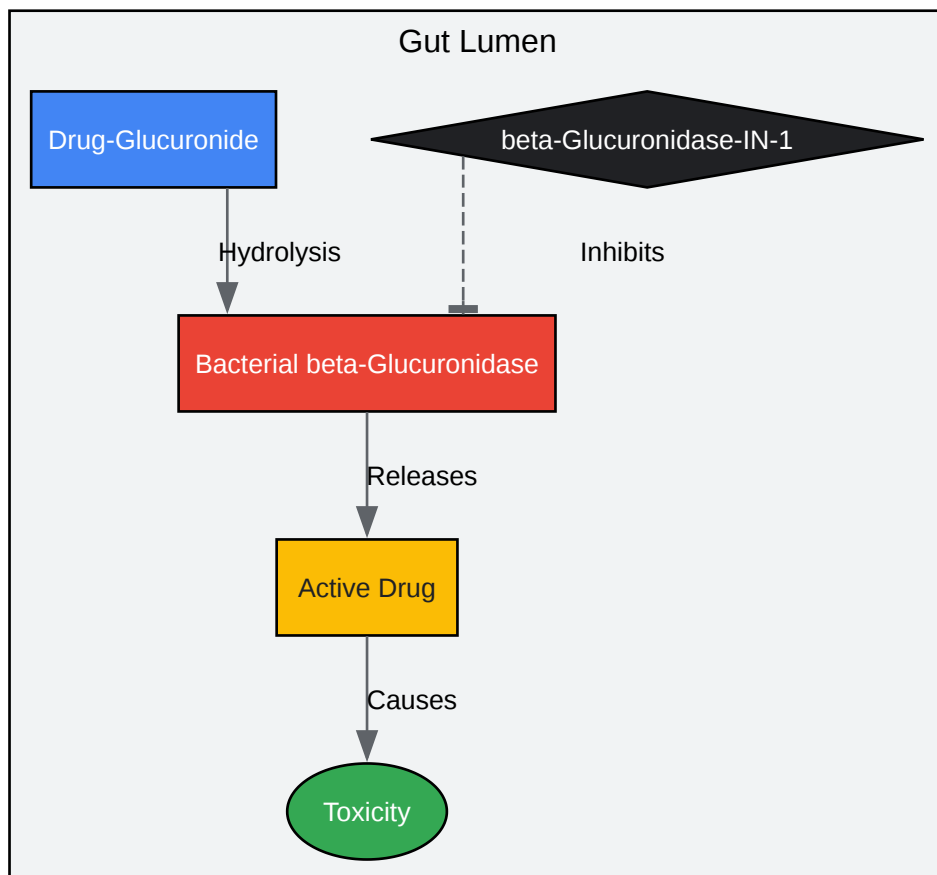 Gut Lumen
Drug-Glucuronide
beta-Glucuronidase-IN-1
Hydrolysis
Inhibits
Bacterial beta-Glucuronidase
Releases
Active Drug
Causes
Toxicity